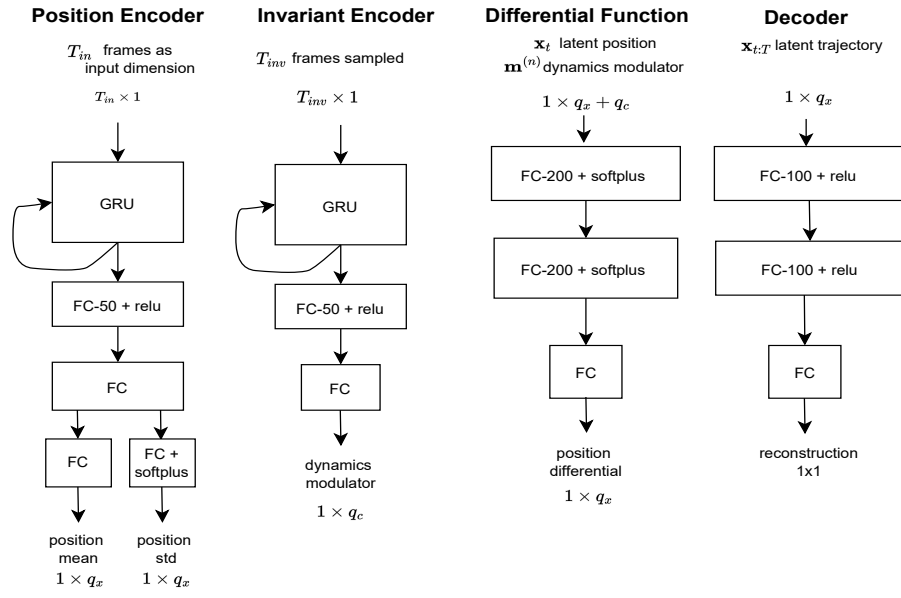 Position Encoder
T_in frames as
input dimension
T_in × 1
GRU
FC-50 + relu
FC
FC
FC +
softplus
position
mean
1 × q_x
position
std
1 × q_x
Invariant Encoder
T_inv frames sampled
T_inv × 1
GRU
FC-50 + relu
FC
dynamics
modulator
1 × q_c
Differential Function
x_t latent position
m^(n) dynamics modulator
1 × q_x + q_c
FC-200 + softplus
FC-200 + softplus
FC
position
differential
1 × q_x
Decoder
x_t:T latent trajectory
1 × q_x
FC-100 + relu
FC-100 + relu
FC
reconstruction
1x1